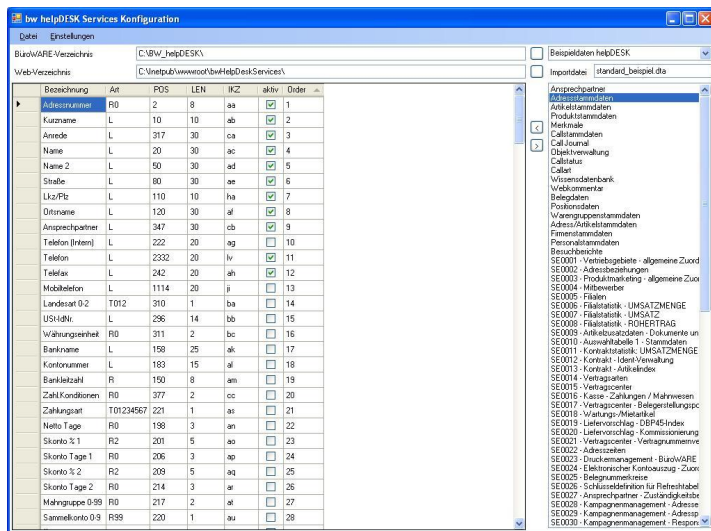 bw helpDESK Services Konfiguration
Datei Einstellungen
BüroWARE-Verzeichnis C:\BW_helpDESK\ Beispieldaten helpDESK
Web-Verzeichnis C:\Inetpub\wwwroot\bwHelpDeskServices\ Importdatei standard_beispiel.dta
Bezeichnung Art POS LEN IKZ aktiv Order
Adressnummer R0 2 8 aa 1
Kurzname L 10 10 ab 2
Anrede L 317 30 ca 3
Name L 20 30 ac 4
Name 2 L 50 30 ad 5
Straße L 80 30 ae 6
Lkz/Plz L 110 10 ha 7
Ortsname L 120 30 af 8
Ansprechpartner L 347 30 cb 9
Telefon (Intern) L 222 20 ag 10
Telefon L 2332 20 lv 11
Telefax L 242 20 ah 12
Mobiltelefon L 1114 20 ji 13
Landesart 0-2 T012 310 1 ba 14
USt-IdNr. L 296 14 bb 15
Währungseinheit R0 311 2 bc 16
Bankname L 158 25 ak 17
Kontonummer L 183 15 al 18
Bankleitzahl R 150 8 am 19
Zahl.Konditionen R0 377 2 cc 20
Zahlungsart T01234567 221 1 as 21
Netto Tage R0 198 3 an 22
Skonto % 1 R2 201 5 ao 23
Skonto Tage 1 R0 206 3 ap 24
Skonto % 2 R2 209 5 aq 25
Skonto Tage 2 R0 214 3 ar 26
Mahngruppe 0-99 R0 217 2 at 27
Sammelkonto 0-9 R99 220 1 au 28
Ansprechpartner
Adressstammdaten
Artikelstammdaten
Produktstammdaten
Merkmale
Callstammdaten
Call Journal
Objektverwaltung
Callstatus
Callart
Wissensdatenbank
Webkommentar
Belegdaten
Positionsdaten
Warengruppenstammdaten
Adress/Artikelstammdaten
Firmenstammdaten
Personalstammdaten
Besuchberichte
SE0001 - Vertriebsgebiete - allgemeine Zuord
SE0002 - Adressbeziehungen
SE0003 - Produktmarketing - allgemeine Zuor
SE0004 - Mitbewerber
SE0005 - Filialen
SE0006 - Filialstatistik - UMSATZMENGE
SE0007 - Filialstatistik - UMSATZ
SE0008 - Filialstatistik - ROHERTRAG
SE0009 - Artikelzusatzdaten - Dokumente un
SE0010 - Auswahltabelle 1 - Stammdaten
SE0011 - Kontraktstatistik: UMSATZMENGE
SE0012 - Kontrakt - Ident-Verwaltung
SE0013 - Kontrakt - Artikelindex
SE0014 - Vertragsarten
SE0015 - Vertragscenter
SE0016 - Kasse - Zahlungen / Mahnwesen
SE0017 - Vertragscenter - Belegerstellungspo
SE0018 - Wartungs-/Mietartikel
SE0019 - Liefervorschlag - DBP45-Index
SE0020 - Liefervorschlag - Kommissionierung
SE0021 - Vertragscenter - Vertragnummernve
SE0022 - Adresszeiten
SE0023 - Druckermanagement - BüroWARE
SE0024 - Elektronischer Kontoauszug - Zuor
SE0025 - Belegnummerkreise
SE0026 - Schlüsseldefinition für Refreshtabel
SE0027 - Ansprechpartner - Zuständigkeitsbe
SE0028 - Kampagnenmanagement - Adresse
SE0029 - Kampagnenmanagement - Adressp
SE0030 - Kampagnenmanagement - Respon